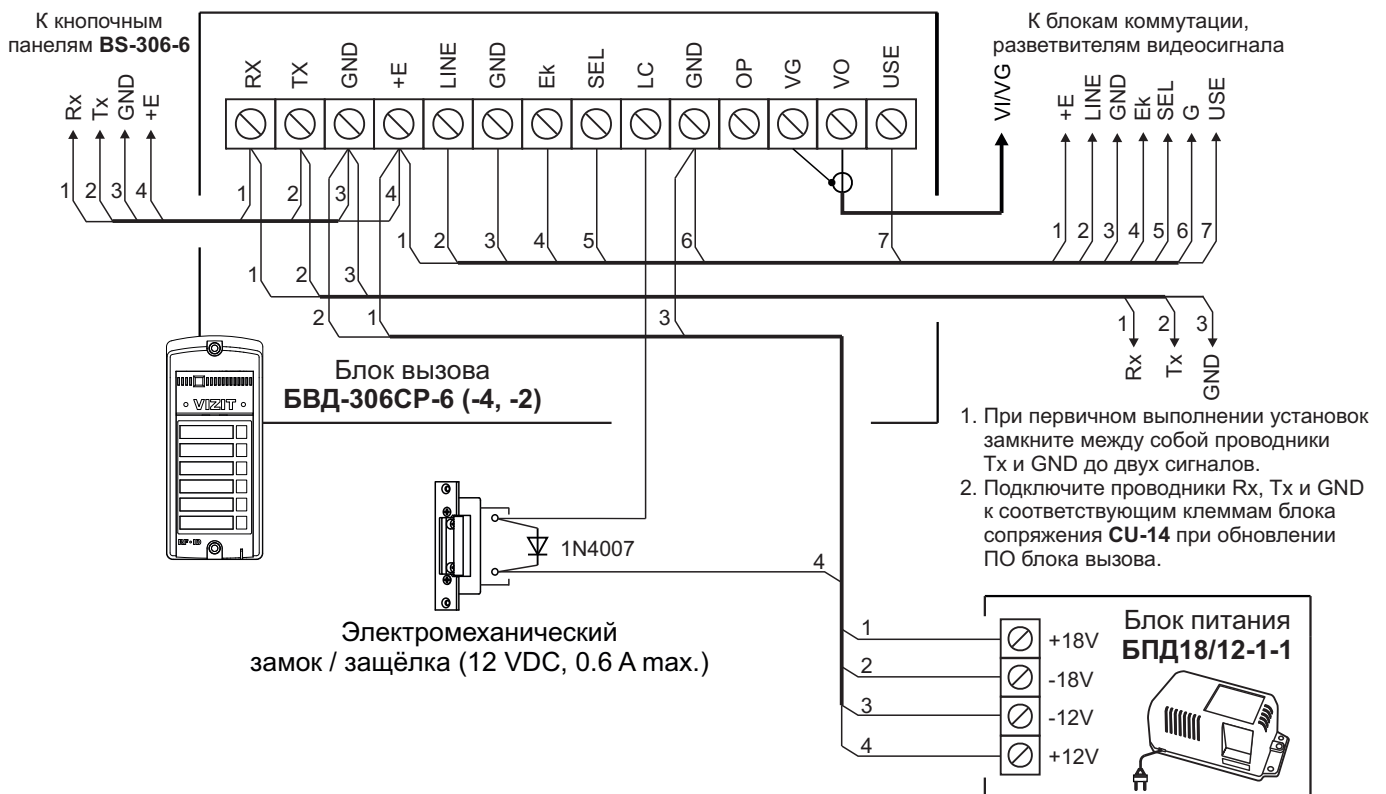 К кнопочным
панелям BS-306-6
Rx
Tx
GND
+E
1
2
3
4
RX
TX
GND
+E
LINE
GND
Ek
SEL
LC
GND
OP
VG
VO
USE
К блокам коммутации,
разветвителям видеосигнала
VI/VG
+E
LINE
GND
Ek
SEL
G
USE
1
2
3
4
1
2
3
4
5
6
7
1
2
3
4
5
6
7
1
2
3
2
1
3
1
2
3
Rx
Tx
GND
VIZIT
RF-ID
Блок вызова
БВД-306CP-6 (-4, -2)
1. При первичном выполнении установок
замкните между собой проводники
Tx и GND до двух сигналов.
2. Подключите проводники Rx, Tx и GND
к соответствующим клеммам блока
сопряжения CU-14 при обновлении
ПО блока вызова.
1N4007
4
Электромеханический
замок / защёлка (12 VDC, 0.6 A max.)
1
2
3
4
+18V
-18V
-12V
+12V
Блок питания
БПД18/12-1-1